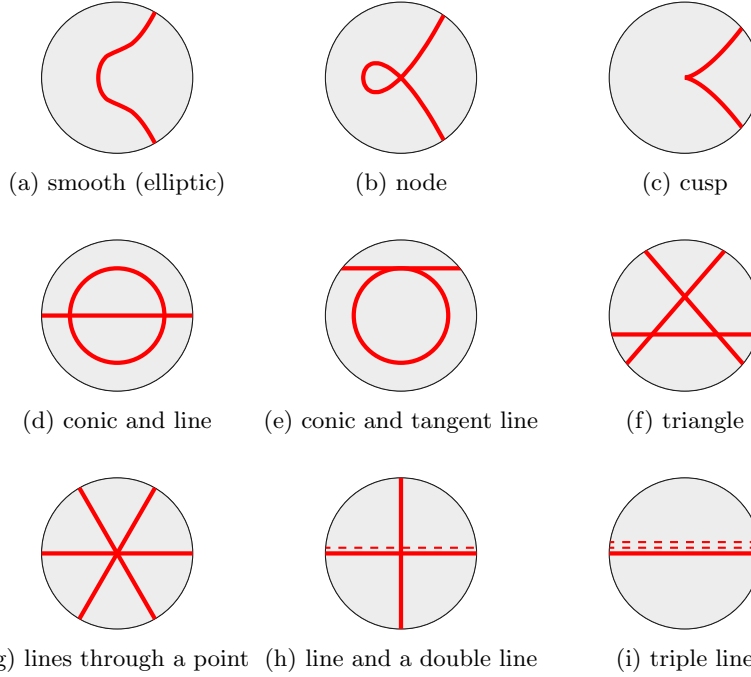 (a) smooth (elliptic) (b) node (c) cusp
(d) conic and line (e) conic and tangent line (f) triangle
) lines through a point (h) line and a double line (i) triple line